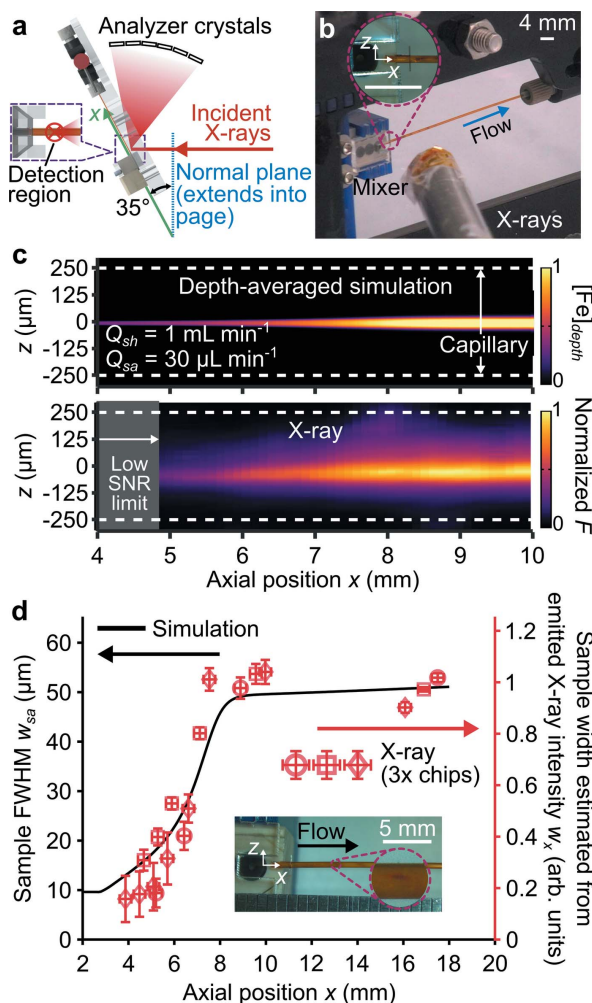 a
Analyzer crystals
x
Incident
X-rays
Detection
region
Normal plane
(extends into
page)
35°
b
4 mm
z
x
Flow
Mixer
X-rays
c
250
125
0
-125
-250
z (µm)
Depth-averaged simulation
Q_sh = 1 mL min⁻¹
Q_sa = 30 µL min⁻¹
Capillary
1
0
[Fe]_depth
250
125
0
-125
-250
z (µm)
X-ray
Low
SNR
limit
1
0
Normalized F
4 5 6 7 8 9 10
Axial position x (mm)
d
Simulation
60
50
40
30
20
10
0
Sample FWHM w_sa (µm)
1.2
1
0.8
0.6
0.4
0.2
0
Sample width estimated from
emitted X-ray intensity w_x (arb. units)
X-ray
(3x chips)
Flow
5 mm
z
x
2 4 6 8 10 12 14 16 18 20
Axial position x (mm)